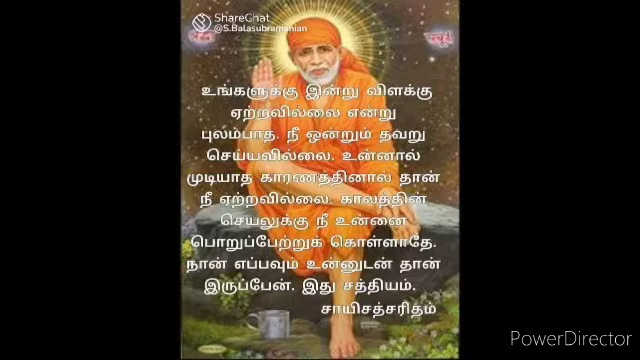 ShareChat
@S.Balasubramanian
உங்களுக்கு இன்று விளக்கு
ஏற்றவில்லை என்று
புலம்பாத. நீ ஒன்றும் தவறு
செய்யவில்லை. உன்னால்
முடியாத காரணத்தினால் தான்
நீ ஏற்றவில்லை. காலத்தின்
செயலுக்கு நீ உன்னை
பொறுப்பேற்றுக் கொள்ளாதே.
நான் எப்பவும் உன்னுடன் தான்
இருப்பேன். இது சத்தியம்.
சாயிசத்சரிதம்
PowerDirector